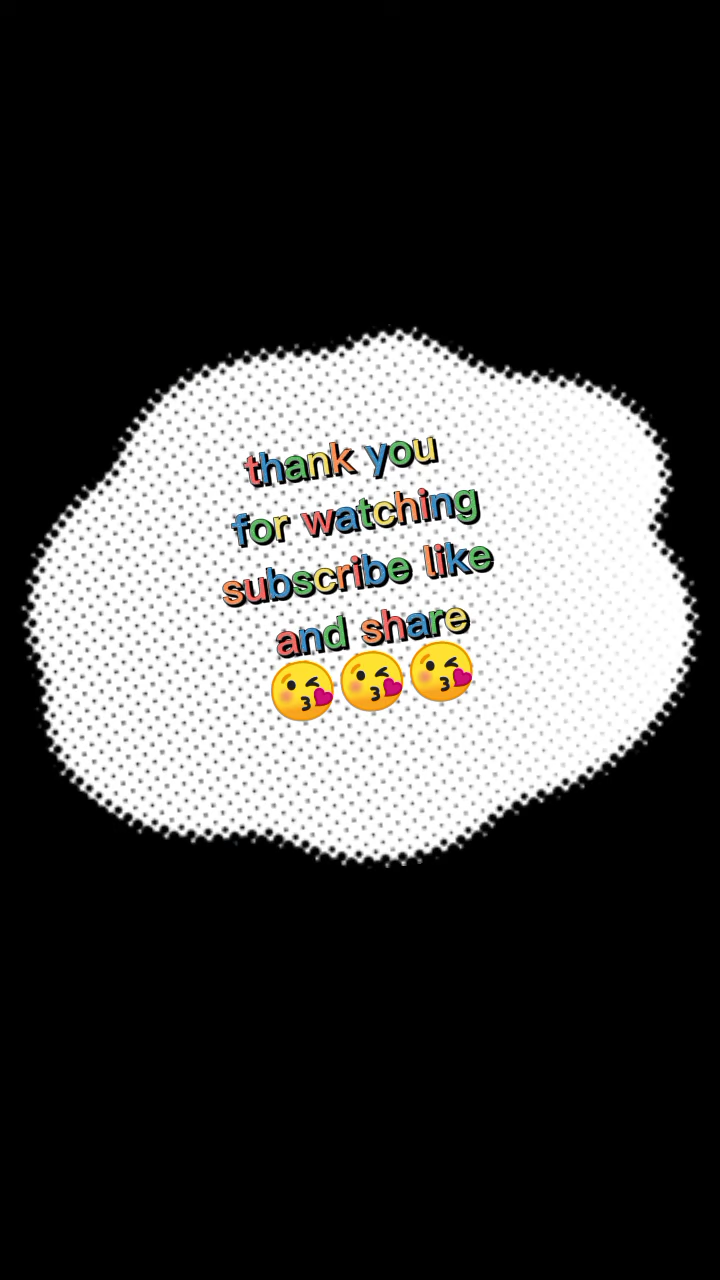 thank you
for watching
subscribe like
and share
😘😘😘